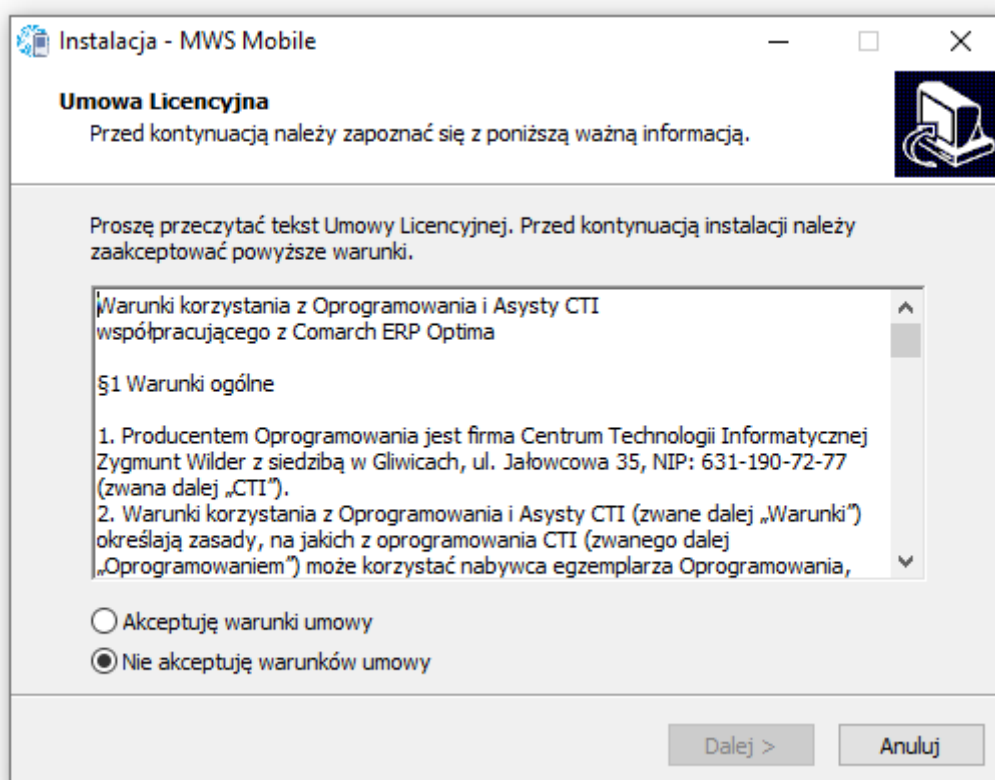 Instalacja - MWS Mobile
Umowa Licencyjna
Przed kontynuacją należy zapoznać się z poniższą ważną informacją.
Proszę przeczytać tekst Umowy Licencyjnej. Przed kontynuacją instalacji należy
zaakceptować powyższe warunki.
Warunki korzystania z Oprogramowania i Asysty CTI
współpracującego z Comarch ERP Optima
§1 Warunki ogólne
1. Producentem Oprogramowania jest firma Centrum Technologii Informatycznej
Zygmunt Wilder z siedzibą w Gliwicach, ul. Jałowcowa 35, NIP: 631-190-72-77
(zwana dalej „CTI”).
2. Warunki korzystania z Oprogramowania i Asysty CTI (zwane dalej „Warunki”)
określają zasady, na jakich z oprogramowania CTI (zwanego dalej
„Oprogramowaniem”) może korzystać nabywca egzemplarza Oprogramowania,
Akceptuję warunki umowy
Nie akceptuję warunków umowy
Dalej >
Anuluj